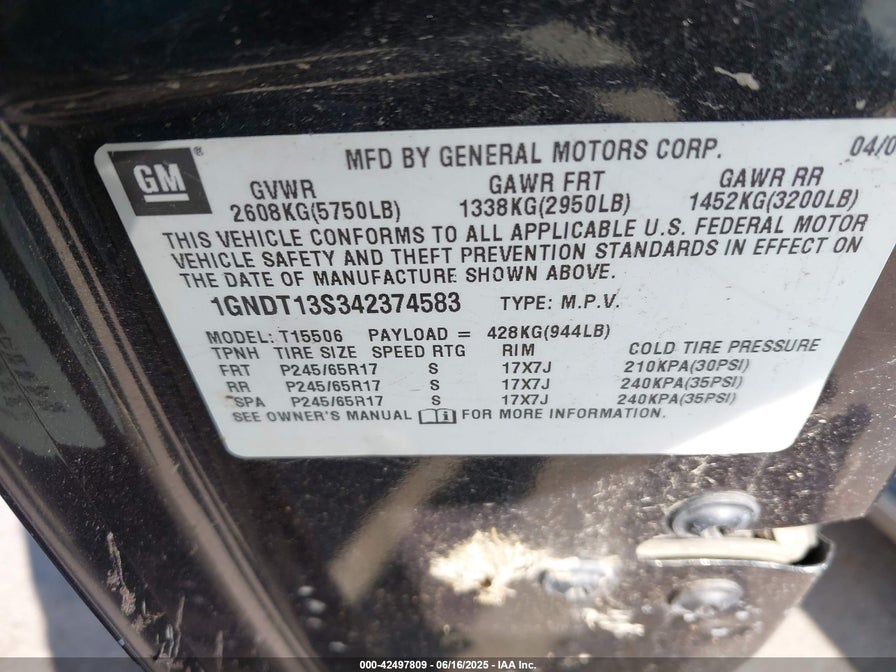 GM®
MFD BY GENERAL MOTORS CORP. 04/0
GVWR GAWR FRT GAWR RR
2608KG(5750LB) 1338KG(2950LB) 1452KG(3200LB)
THIS VEHICLE CONFORMS TO ALL APPLICABLE U.S. FEDERAL MOTOR
VEHICLE SAFETY AND THEFT PREVENTION STANDARDS IN EFFECT ON
THE DATE OF MANUFACTURE SHOWN ABOVE.
1GNDT13S342374583 TYPE: M.P.V.
MODEL: T15506 PAYLOAD = 428KG(944LB)
TPNH TIRE SIZE SPEED RTG RIM COLD TIRE PRESSURE
FRT P245/65R17 S 17X7J 210KPA(30PSI)
RR P245/65R17 S 17X7J 240KPA(35PSI)
SPA P245/65R17 S 17X7J 240KPA(35PSI)
SEE OWNER'S MANUAL FOR MORE INFORMATION.
000-42497809 - 06/16/2025 - IAA Inc.